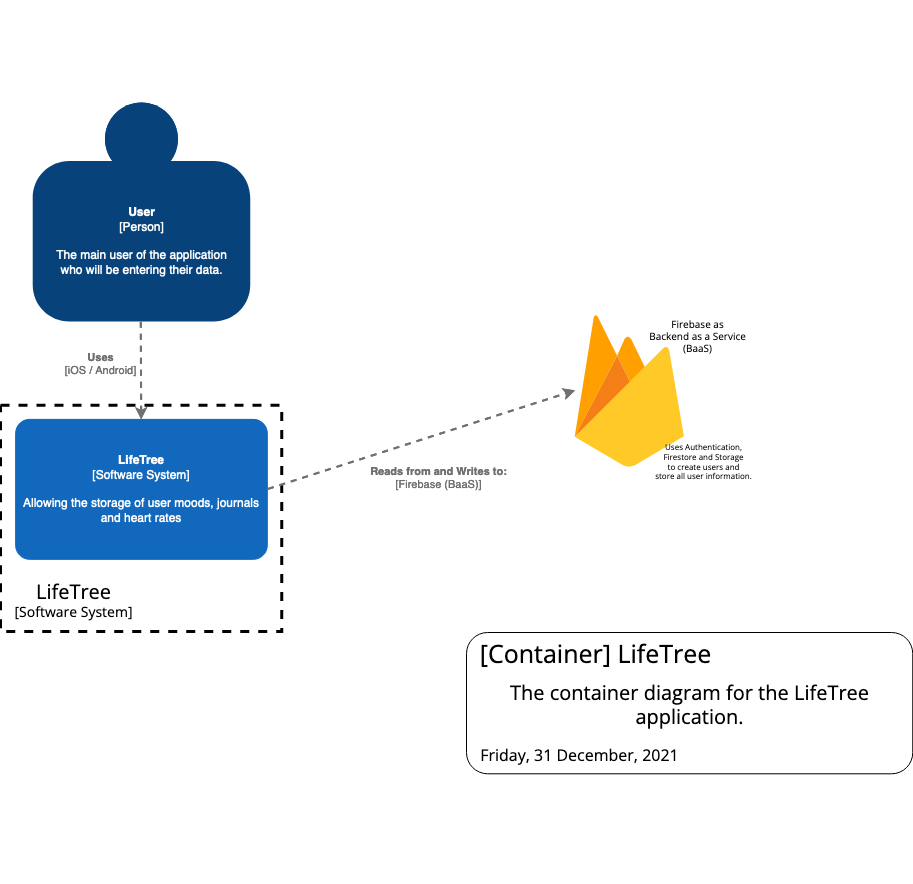 User
[Person]
The main user of the application
who will be entering their data.
Uses
[iOS / Android]
LifeTree
[Software System]
Allowing the storage of user moods, journals
and heart rates
LifeTree
[Software System]
Reads from and Writes to:
[Firebase (BaaS)]
Firebase as
Backend as a Service
(BaaS)
Uses Authentication,
Firestore and Storage
to create users and
store all user information.
[Container] LifeTree
The container diagram for the LifeTree
application.
Friday, 31 December, 2021